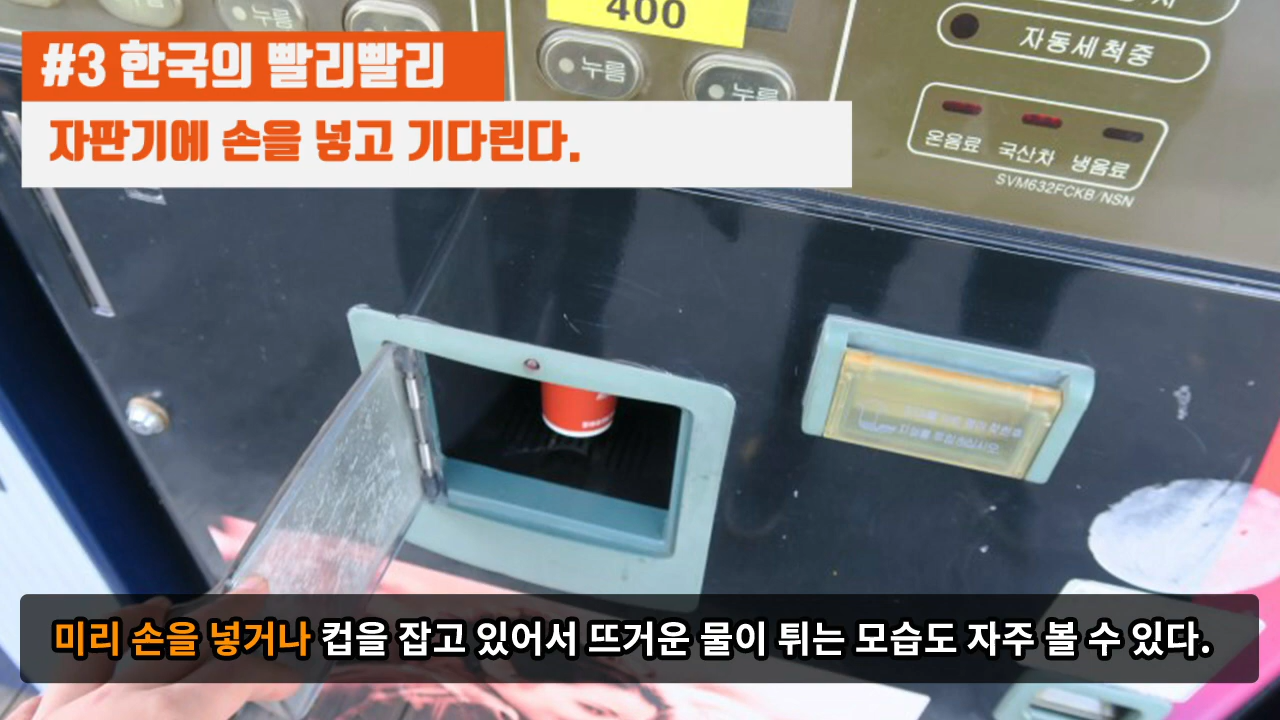 누름
400
#3 한국의 빨리빨리
누름
누름
자동세척중
자판기에 손을 넣고 기다린다.
온음료 국산차 냉음료
SVM632FCKB/NSN
미리 손을 넣거나 컵을 잡고 있어서 뜨거운 물이 튀는 모습도 자주 볼 수 있다.